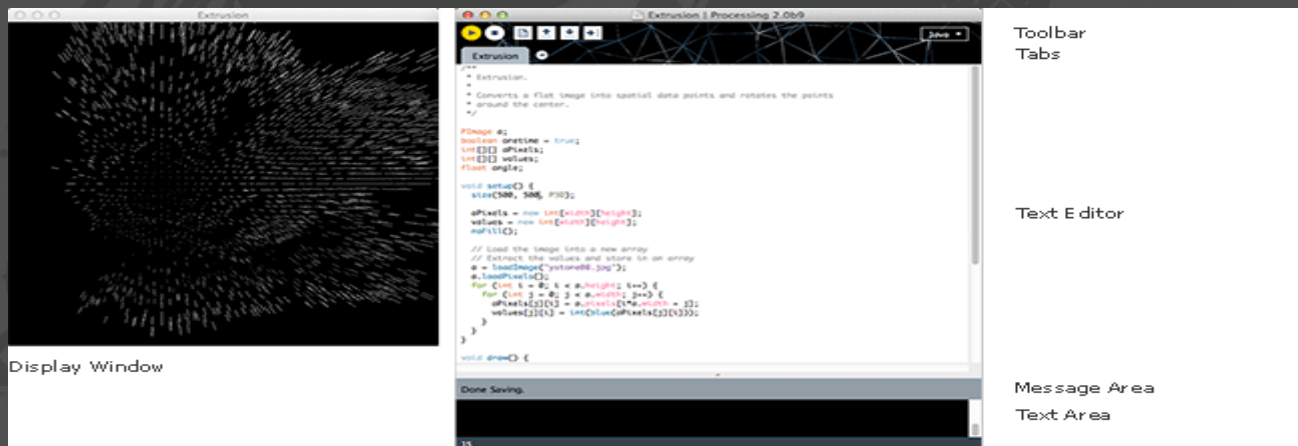 Extrusion
Display Window
Extrusion | Processing 2.0b9
Java
Extrusion
/**
* Extrusion.
*
* Converts a flat image into spatial data points and rotates the points
* around the center.
*/
PImage a;
boolean onetime = true;
int[][] aPixels;
int[][] values;
float angle;
void setup() {
size(500, 500, P3D);
aPixels = new int[width][height];
values = new int[width][height];
noFill();
// Load the image into a new array
// Extract the values and store in an array
a = loadImage("ystone08.jpg");
a.loadPixels();
for (int i = 0; i < a.height; i++) {
for (int j = 0; j < a.width; j++) {
aPixels[j][i] = a.pixels[i*a.width + j];
values[j][i] = int(blue(aPixels[j][i]));
}
}
}
void draw() {
Done Saving.
15
Toolbar
Tabs
Text Editor
Message Area
Text Area